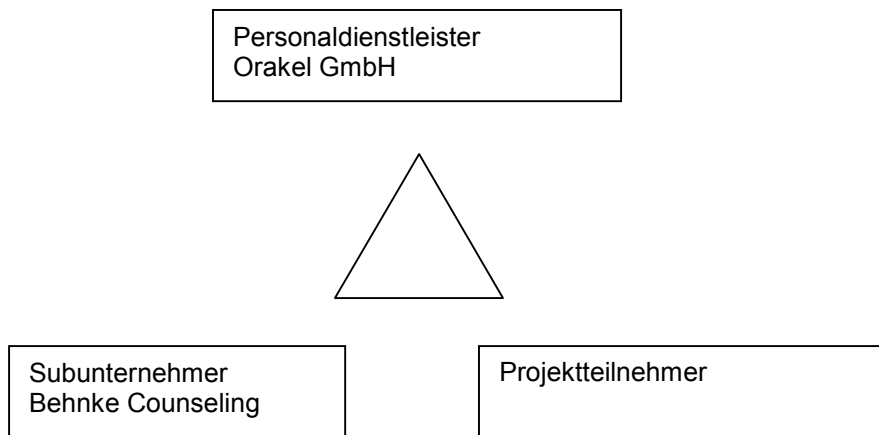 Personaldienstleister
Orakel GmbH
Subunternehmer
Behnke Counseling
Projektteilnehmer